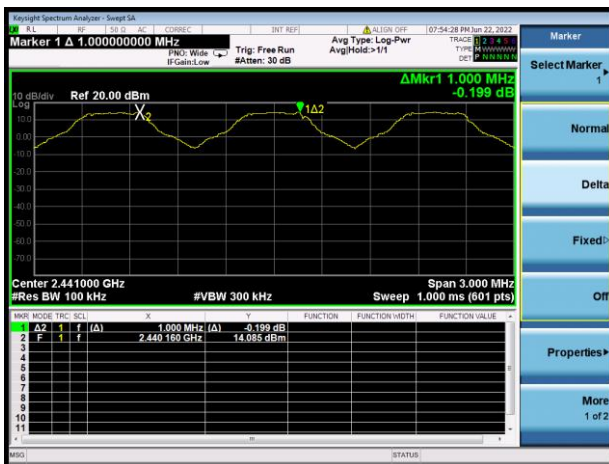 Keysight Spectrum Analyzer - Swept SA
RL RF 50 Ω AC CORREC INT REF ALIGN OFF 07:54:28 PM Jun 22, 2022
Marker 1 Δ 1.000000000 MHz
PNO: Wide
IFGain:Low
Trig: Free Run
#Atten: 30 dB
Avg Type: Log-Pwr
Avg|Hold:>1/1
TRACE 1 2 3 4 5 6
TYPE M W W W W W
DET P N N N N N
ΔMkr1 1.000 MHz
-0.199 dB
10 dB/div
Log
Ref 20.00 dBm
10.0
0.00
-10.0
-20.0
-30.0
-40.0
-50.0
-60.0
-70.0
X2
1Δ2
Center 2.441000 GHz
#Res BW 100 kHz
#VBW 300 kHz
Span 3.000 MHz
Sweep 1.000 ms (601 pts)
MKR MODE TRC SCL X Y FUNCTION FUNCTION WIDTH FUNCTION VALUE
1 Δ2 1 f (Δ) 1.000 MHz (Δ) -0.199 dB
2 F 1 f 2.440 160 GHz 14.085 dBm
3
4
5
6
7
8
9
10
11
MSG
STATUS
Marker
Select Marker
1
Normal
Delta
Fixed
Off
Properties
More
1 of 2